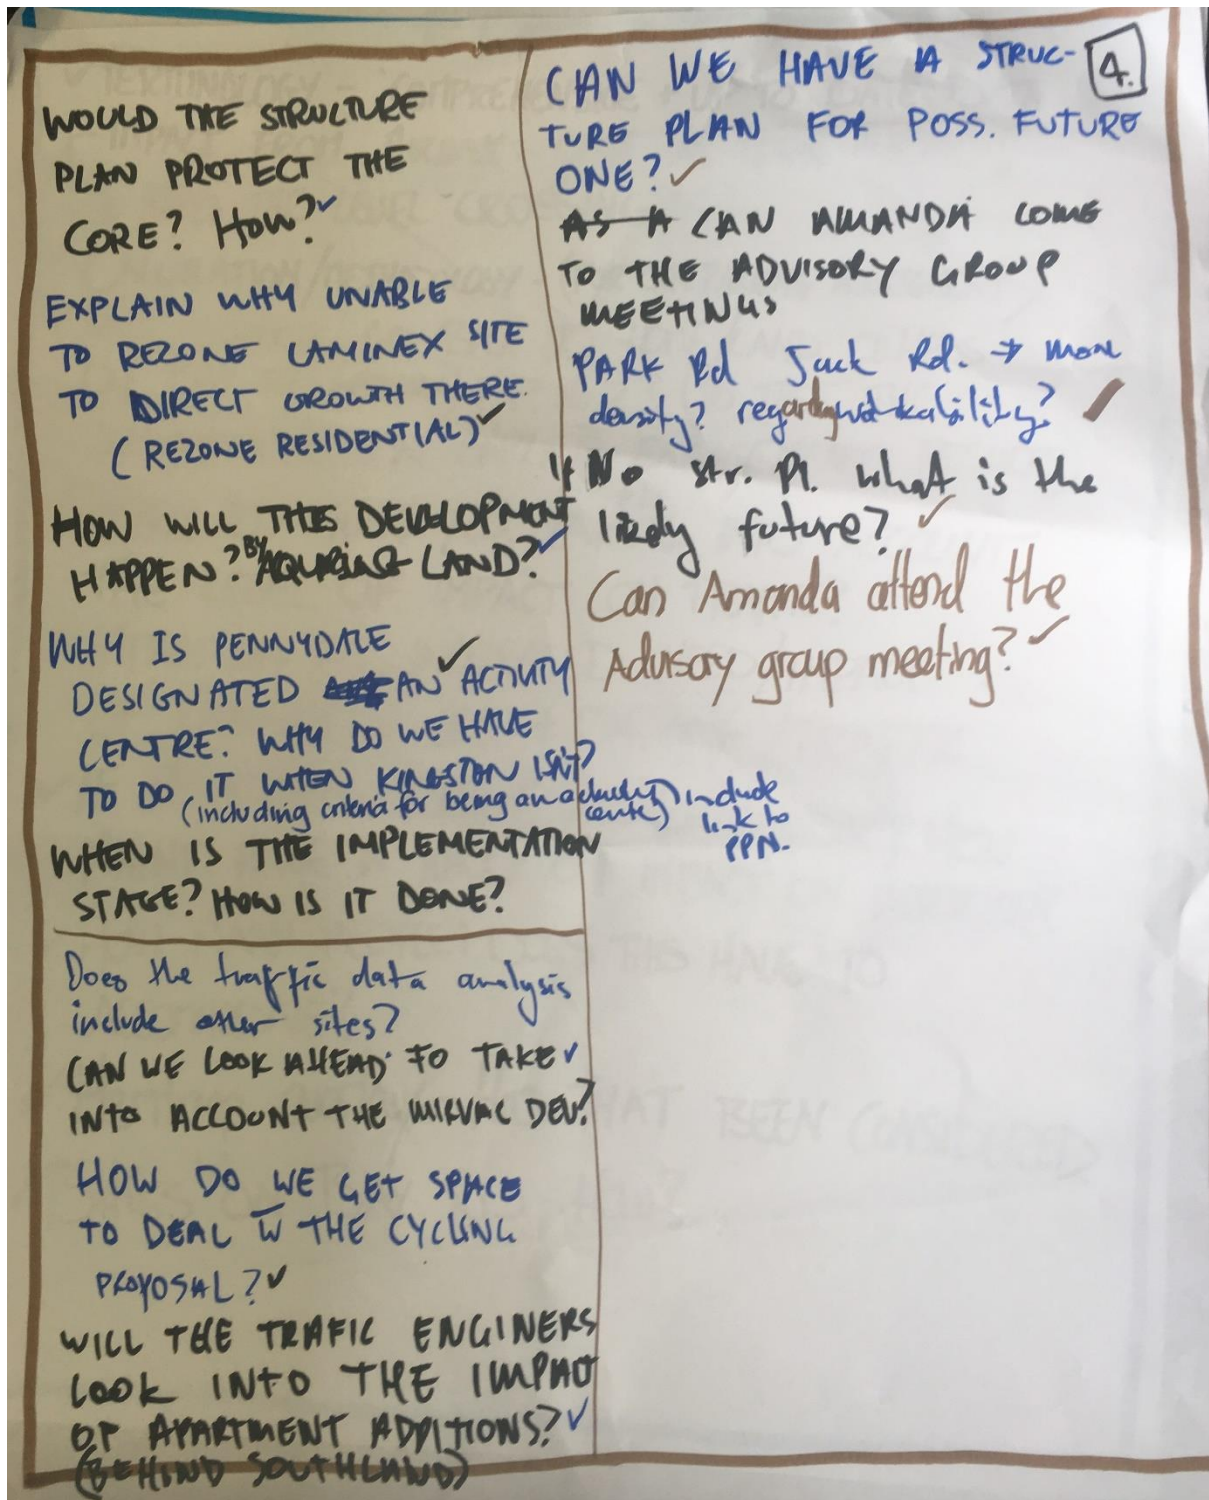 WOULD THE STRUCTURE
PLAN PROTECT THE
CORE? HOW?✓
EXPLAIN WHY UNABLE
TO REZONE LAMINEX SITE
TO DIRECT GROWTH THERE.
(REZONE RESIDENTIAL)✓
HOW WILL THIS DEVELOPMENT
HAPPEN? BY AQUIRING LAND?✓
WHY IS PENNYDALE
DESIGNATED AN ACTIVITY ✓
CENTRE? WHY DO WE HAVE
TO DO IT WHEN KINGSTON ISN'T?
(including criteria for being an activity centre) include
link to
PPN.
WHEN IS THE IMPLEMENTATION
STAGE? HOW IS IT DONE?
Does the traffic data analysis
include other sites?
CAN WE LOOK AHEAD TO TAKE ✓
INTO ACCOUNT THE MIRVAC DEV?
HOW DO WE GET SPACE
TO DEAL W THE CYCLING
PROPOSAL?✓
WILL THE TRAFIC ENGINERS
LOOK INTO THE IMPACT
OF APARTMENT ADDITIONS?✓
(BEHIND SOUTHLAND)
4.
CAN WE HAVE A STRUC-
TURE PLAN FOR POSS. FUTURE
ONE?✓
AS A CAN AMANDA COME
TO THE ADVISORY GROUP
MEETINGS
PARK Rd Jack Rd. → more
density? regarding walkability? ✓
If No str. Pl. what is the
likely future? ✓
Can Amanda attend the
Advisory group meeting? ✓